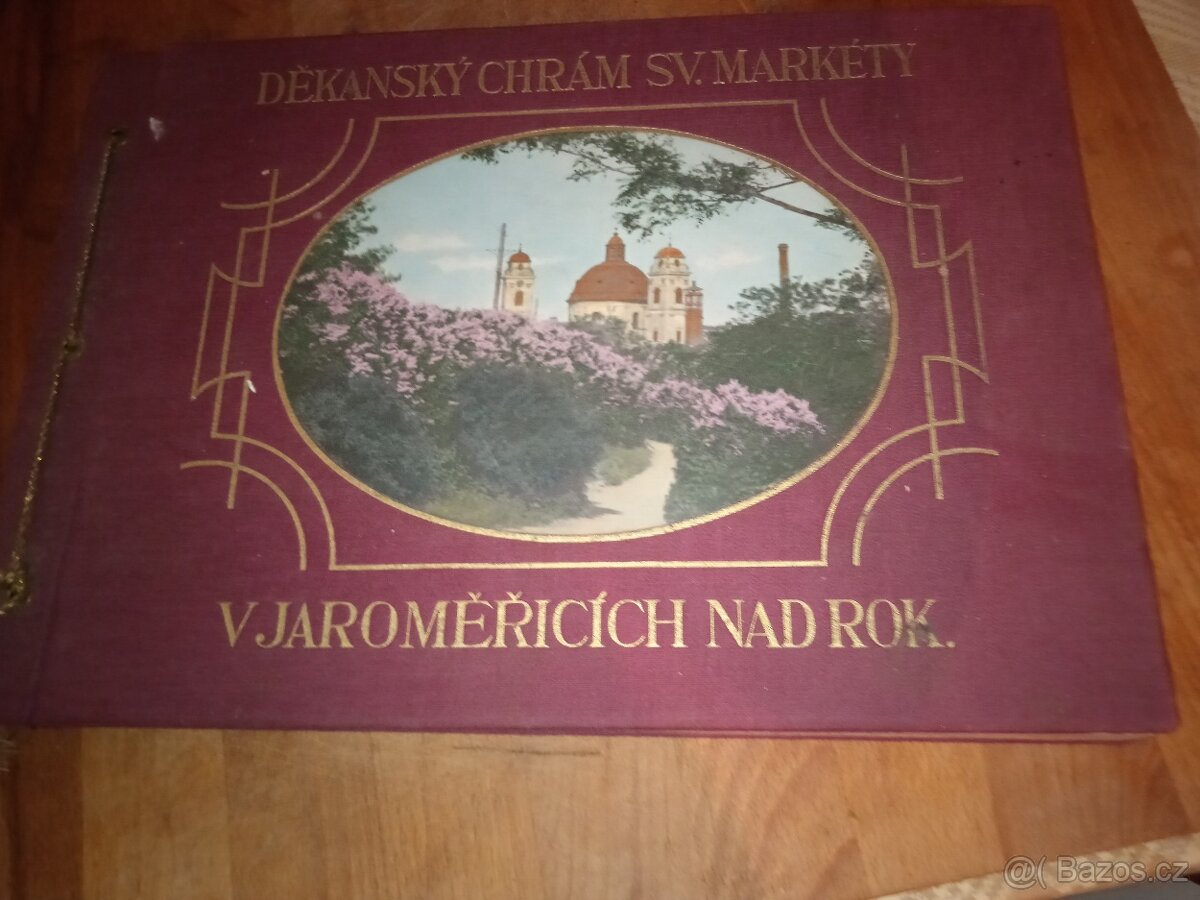 DĚKANSKÝ CHRÁM SV. MARKÉTY
V JAROMĚŘICÍCH NAD ROK.
@( Bazos.cz